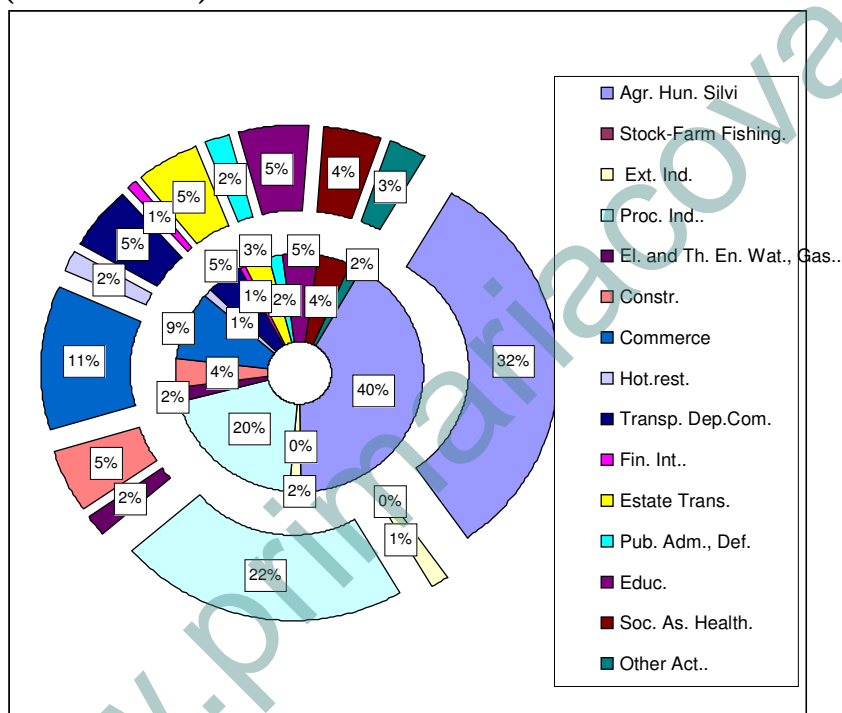 5%
4%
3%
2%
5%
1%
5%
2%
11%
5%
2%
22%
0%
1%
32%
5%
3%
5%
2%
1%
2%
4%
1%
9%
4%
2%
20%
0%
2%
40%
Agr. Hun. Silvi
Stock-Farm Fishing.
Ext. Ind.
Proc. Ind..
El. and Th. En. Wat., Gas..
Constr.
Commerce
Hot.rest.
Transp. Dep.Com.
Fin. Int..
Estate Trans.
Pub. Adm., Def.
Educ.
Soc. As. Health.
Other Act..
.primariacova